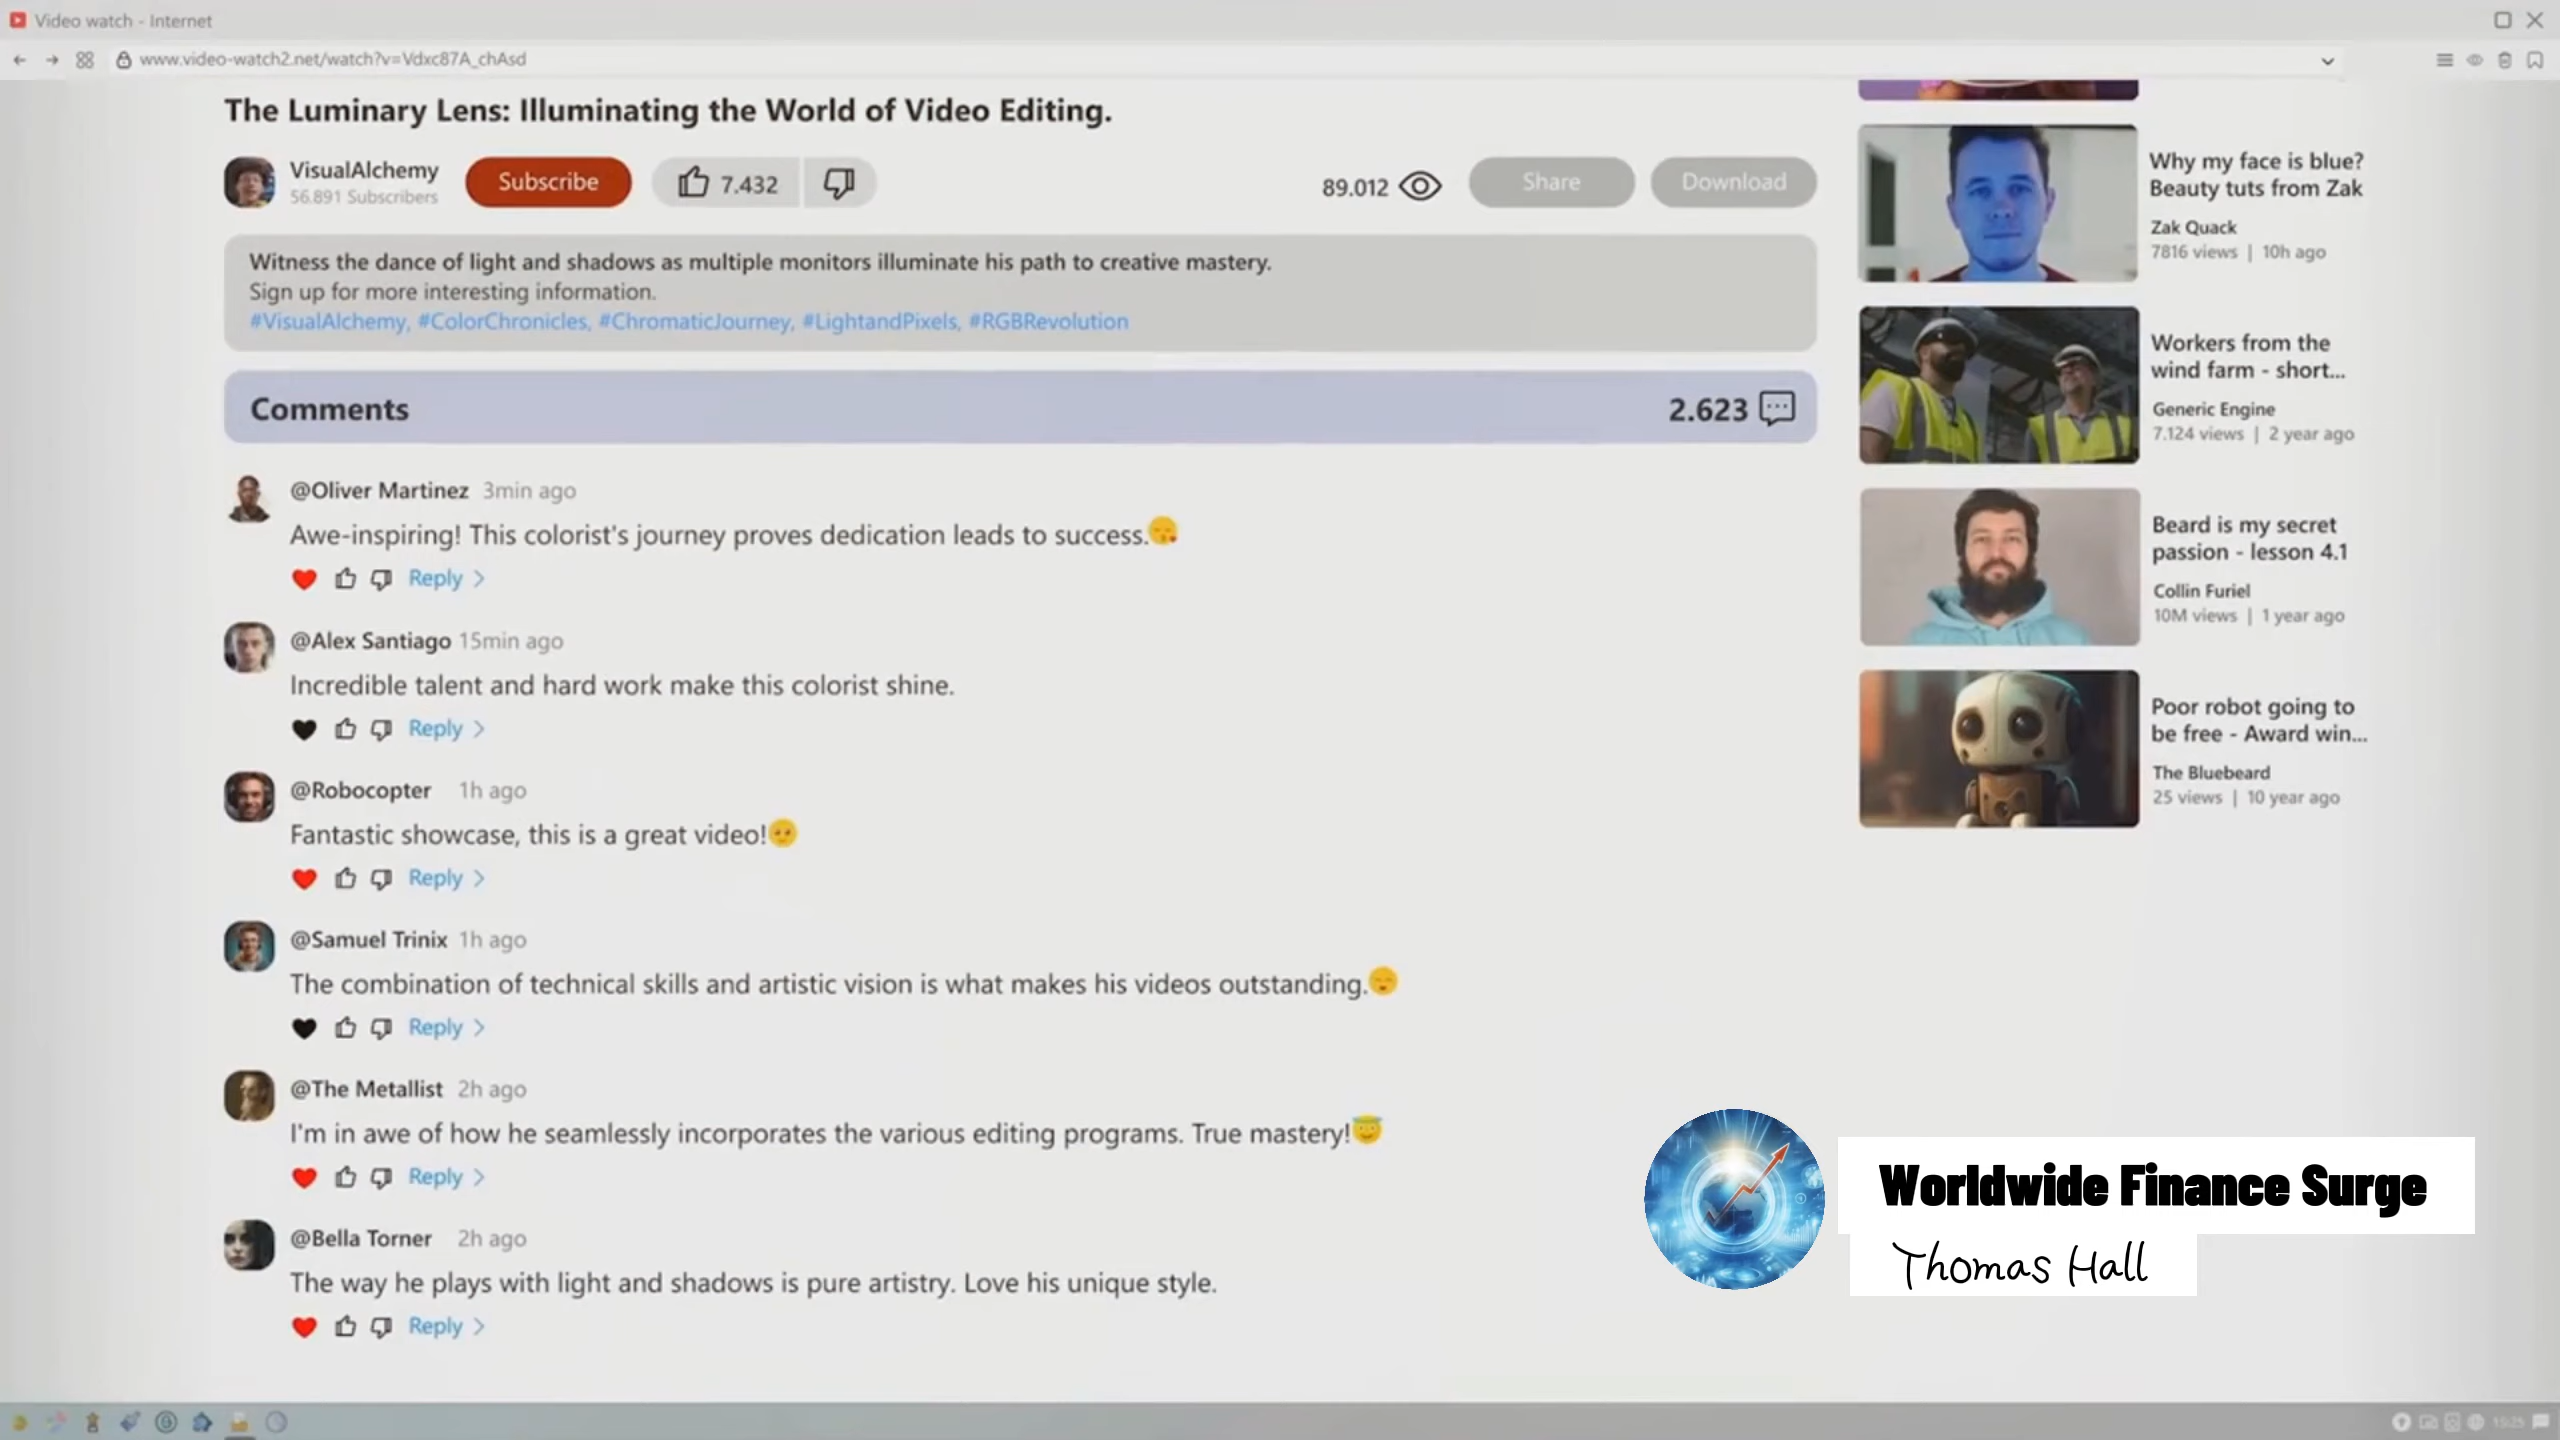 Video watch - Internet
www.video-watch2.net/watch?v=Vdxc87A_chAsd
The Luminary Lens: Illuminating the World of Video Editing.
VisualAlchemy
56.891 Subscribers
Subscribe
7.432
89.012
Share
Download
Witness the dance of light and shadows as multiple monitors illuminate his path to creative mastery.
Sign up for more interesting information.
#VisualAlchemy, #ColorChronicles, #ChromaticJourney, #LightandPixels, #RGBRevolution
Comments
2.623
@Oliver Martinez 3min ago
Awe-inspiring! This colorist's journey proves dedication leads to success.
Reply >
@Alex Santiago 15min ago
Incredible talent and hard work make this colorist shine.
Reply >
@Robocopter 1h ago
Fantastic showcase, this is a great video!
Reply >
@Samuel Trinix 1h ago
The combination of technical skills and artistic vision is what makes his videos outstanding.
Reply >
@The Metallist 2h ago
I'm in awe of how he seamlessly incorporates the various editing programs. True mastery!
Reply >
@Bella Torner 2h ago
The way he plays with light and shadows is pure artistry. Love his unique style.
Reply >
Why my face is blue?
Beauty tuts from Zak
Zak Quack
7816 views | 10h ago
Workers from the
wind farm - short...
Generic Engine
7.124 views | 2 year ago
Beard is my secret
passion - lesson 4.1
Collin Furiel
10M views | 1 year ago
Poor robot going to
be free - Award win...
The Bluebeard
25 views | 10 year ago
Worldwide Finance Surge
Thomas Hall